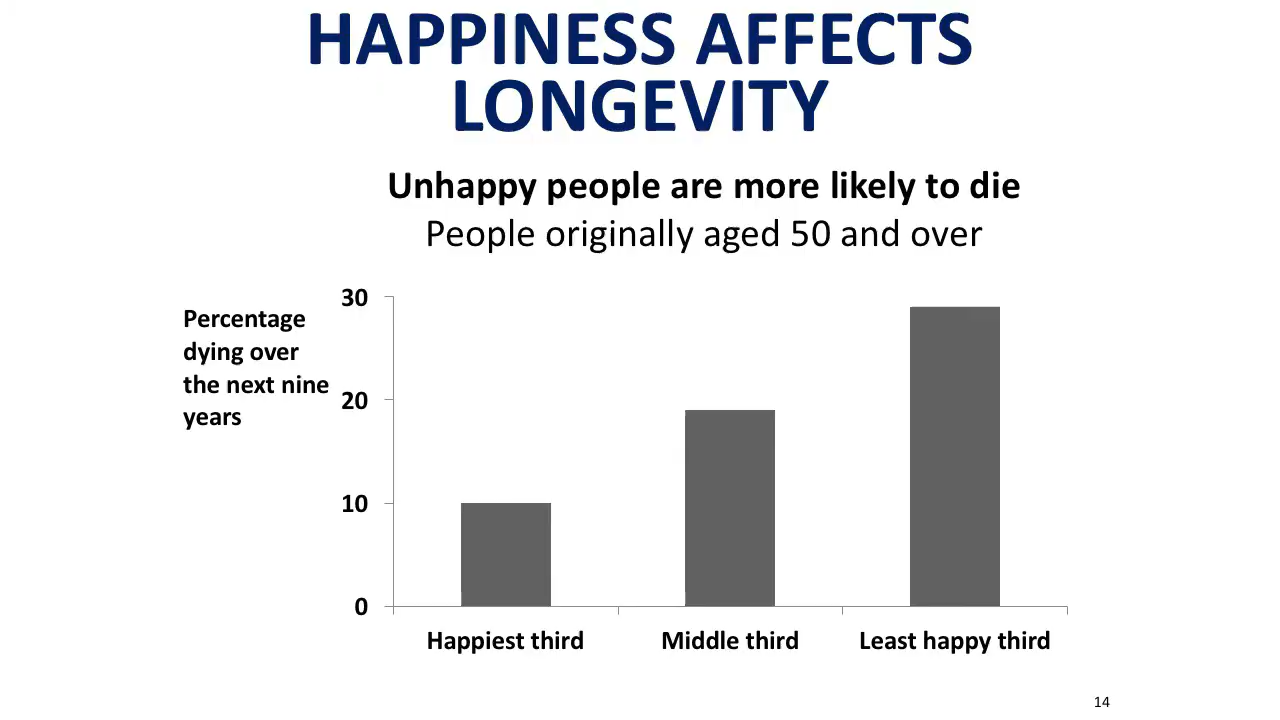 HAPPINESS AFFECTS
LONGEVITY
Unhappy people are more likely to die
People originally aged 50 and over
Percentage
dying over
the next nine
years
30
20
10
0
Happiest third
Middle third
Least happy third
14